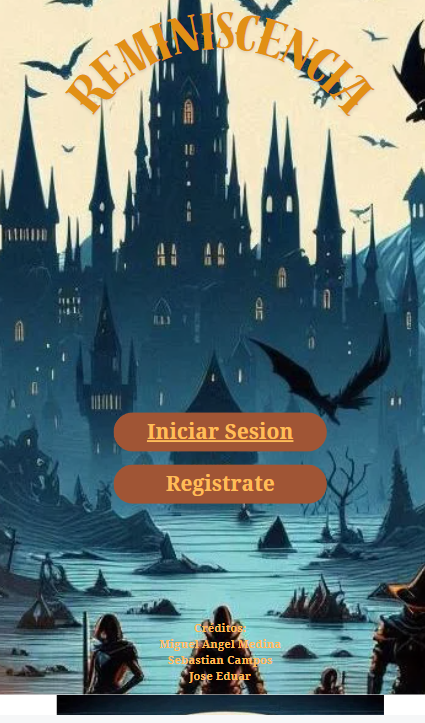 REMINISCENCIA
Iniciar Sesion
Registrate
Creditos:
Miguel Angel Medina
Sebastian Campos
Jose Eduar